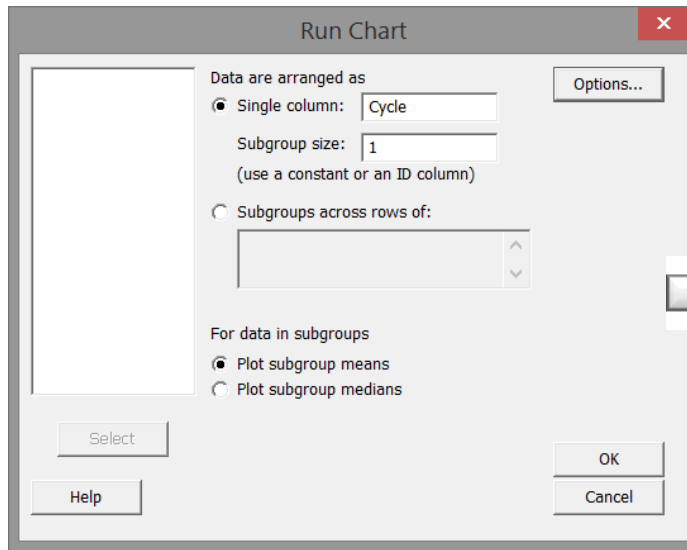 Run Chart
Data are arranged as
Single column: Cycle
Subgroup size: 1
(use a constant or an ID column)
Subgroups across rows of:
For data in subgroups
Plot subgroup means
Plot subgroup medians
Options...
Select
Help
OK
Cancel